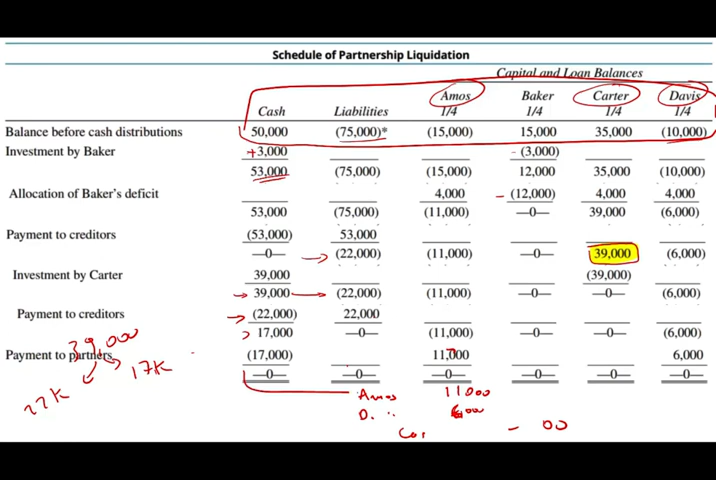 Schedule of Partnership Liquidation
Capital and Loan Balances
Amos Baker Carter Davis
Cash Liabilities 1/4 1/4 1/4 1/4
Balance before cash distributions 50,000 (75,000)* (15,000) 15,000 35,000 (10,000)
Investment by Baker +3,000 - (3,000)
53,000 (75,000) (15,000) 12,000 35,000 (10,000)
Allocation of Baker's deficit 4,000 - (12,000) 4,000 4,000
53,000 (75,000) (11,000) —0— 39,000 (6,000)
Payment to creditors (53,000) 53,000
—0— (22,000) (11,000) —0— 39,000 (6,000)
Investment by Carter 39,000 (39,000)
39,000 (22,000) (11,000) —0— —0— (6,000)
Payment to creditors (22,000) 22,000
17,000 —0— (11,000) (6,000)
39,000
Payment to partners (17,000) 11,000 6,000
—0— —0— —0— —0— —0— —0—
22K 17K
Amos 11000
D.
Car - 00